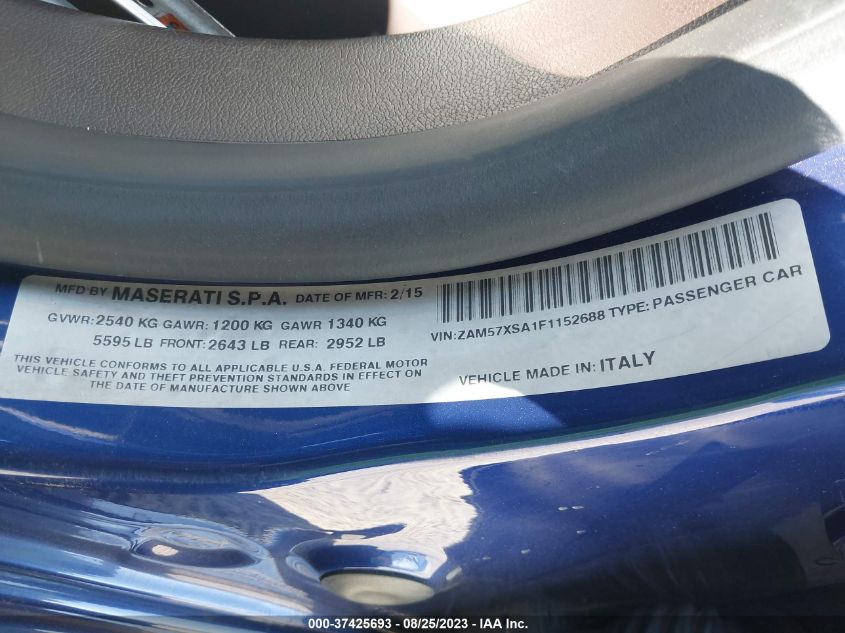 MFD BY MASERATI S.P.A. DATE OF MFR: 2/15
GVWR: 2540 KG GAWR: 1200 KG GAWR 1340 KG
5595 LB FRONT: 2643 LB REAR: 2952 LB
THIS VEHICLE CONFORMS TO ALL APPLICABLE U.S.A. FEDERAL MOTOR
VEHICLE SAFETY AND THEFT PREVENTION STANDARDS IN EFFECT ON
THE DATE OF MANUFACTURE SHOWN ABOVE
VIN:ZAM57XSA1F1152688 TYPE: PASSENGER CAR
VEHICLE MADE IN: ITALY
000-37425693 - 08/25/2023 - IAA Inc.